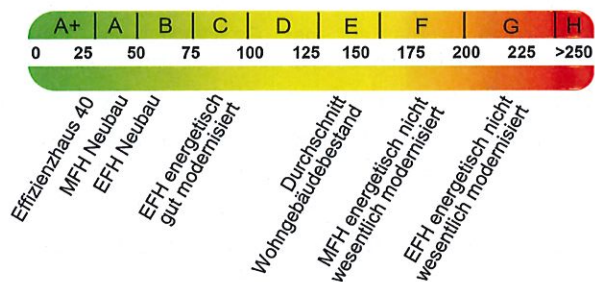 A+ A B C D E F G H
0 25 50 75 100 125 150 175 200 225 >250
Effizienzhaus 40
MFH Neubau
EFH Neubau
EFH energetisch
gut modernisiert
Durchschnitt
Wohngebäudebestand
MFH energetisch nicht
wesentlich modernisiert
EFH energetisch nicht
wesentlich modernisiert